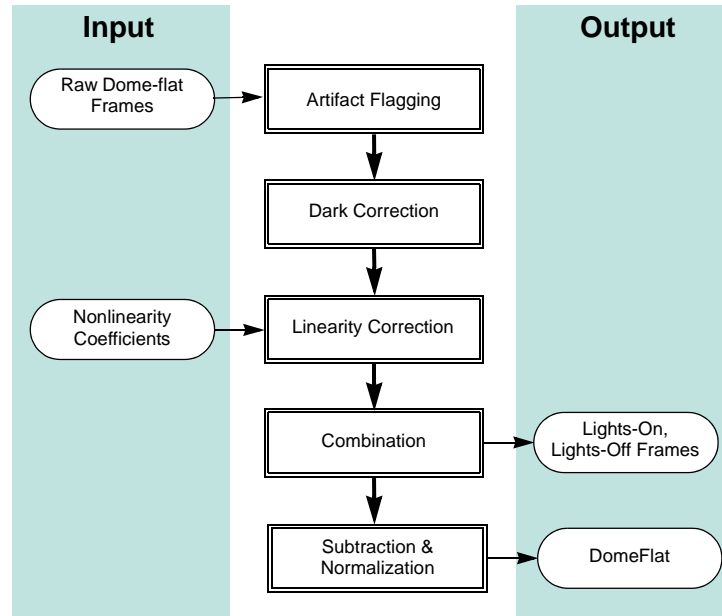 Input
Output
Raw Dome-flat
Frames
Artifact Flagging
Dark Correction
Nonlinearity
Coefficients
Linearity Correction
Combination
Lights-On,
Lights-Off Frames
Subtraction &
Normalization
DomeFlat